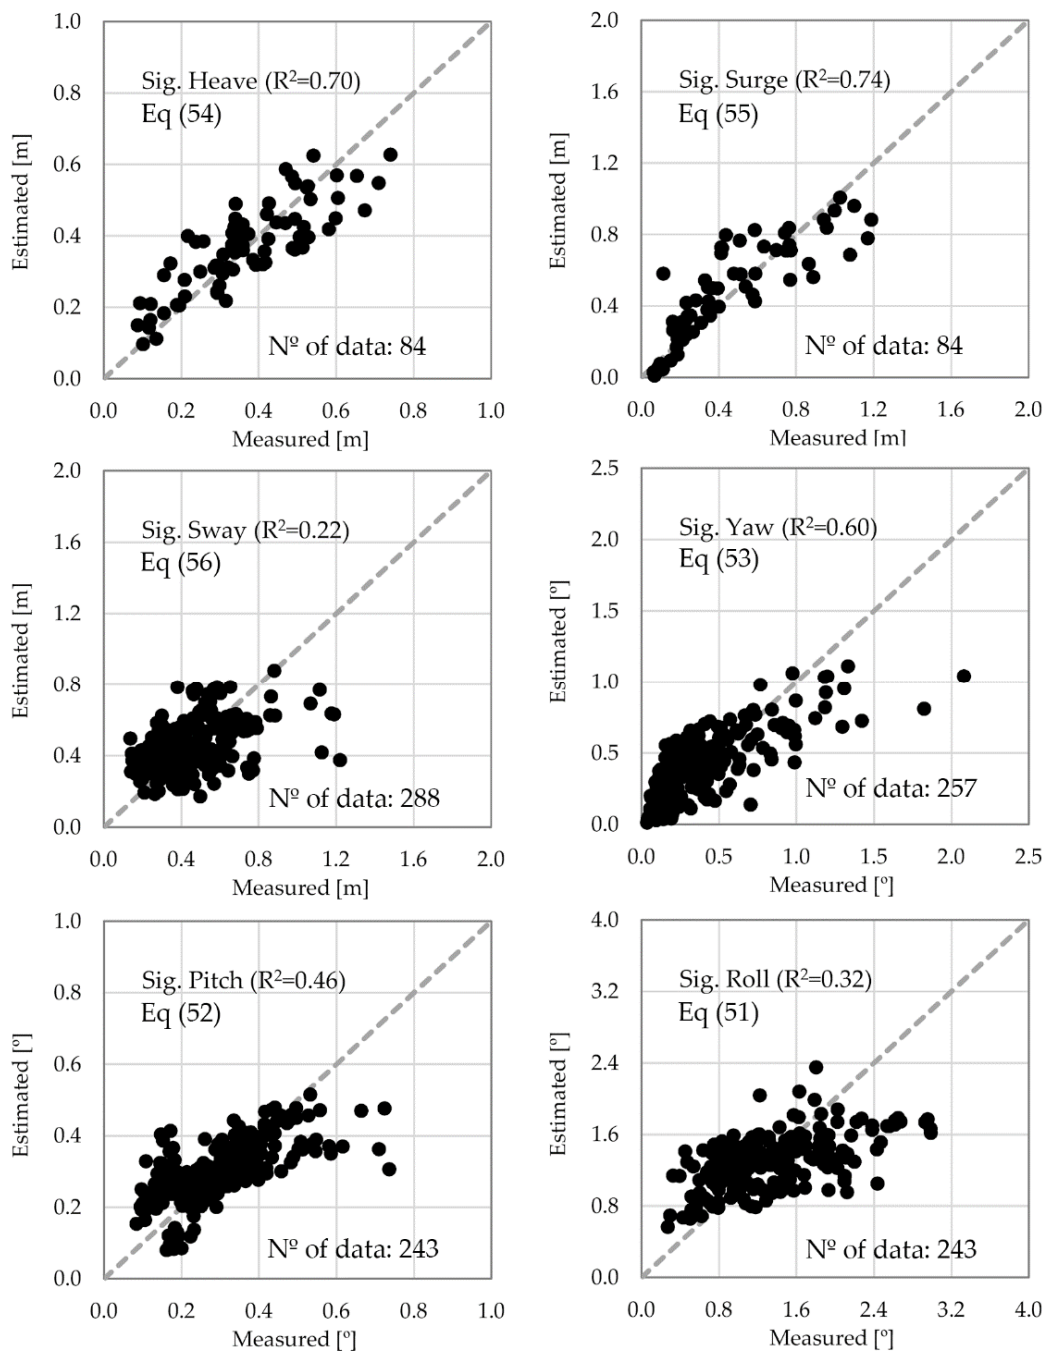 1.0
0.8
0.6
0.4
0.2
0.0
Estimated [m]
Sig. Heave (R²=0.70)
Eq (54)
Nº of data: 84
0.0 0.2 0.4 0.6 0.8 1.0
Measured [m]
2.0
1.6
1.2
0.8
0.4
0.0
Estimated [m]
Sig. Surge (R²=0.74)
Eq (55)
Nº of data: 84
0.0 0.4 0.8 1.2 1.6 2.0
Measured [m]
2.0
1.6
1.2
0.8
0.4
0.0
Estimated [m]
Sig. Sway (R²=0.22)
Eq (56)
Nº of data: 288
0.0 0.4 0.8 1.2 1.6 2.0
Measured [m]
2.5
2.0
1.5
1.0
0.5
0.0
Estimated [º]
Sig. Yaw (R²=0.60)
Eq (53)
Nº of data: 257
0.0 0.5 1.0 1.5 2.0 2.5
Measured [º]
1.0
0.8
0.6
0.4
0.2
0.0
Estimated [º]
Sig. Pitch (R²=0.46)
Eq (52)
Nº of data: 243
0.0 0.2 0.4 0.6 0.8 1.0
Measured [º]
4.0
3.2
2.4
1.6
0.8
0.0
Estimated [º]
Sig. Roll (R²=0.32)
Eq (51)
Nº of data: 243
0.0 0.8 1.6 2.4 3.2 4.0
Measured [º]